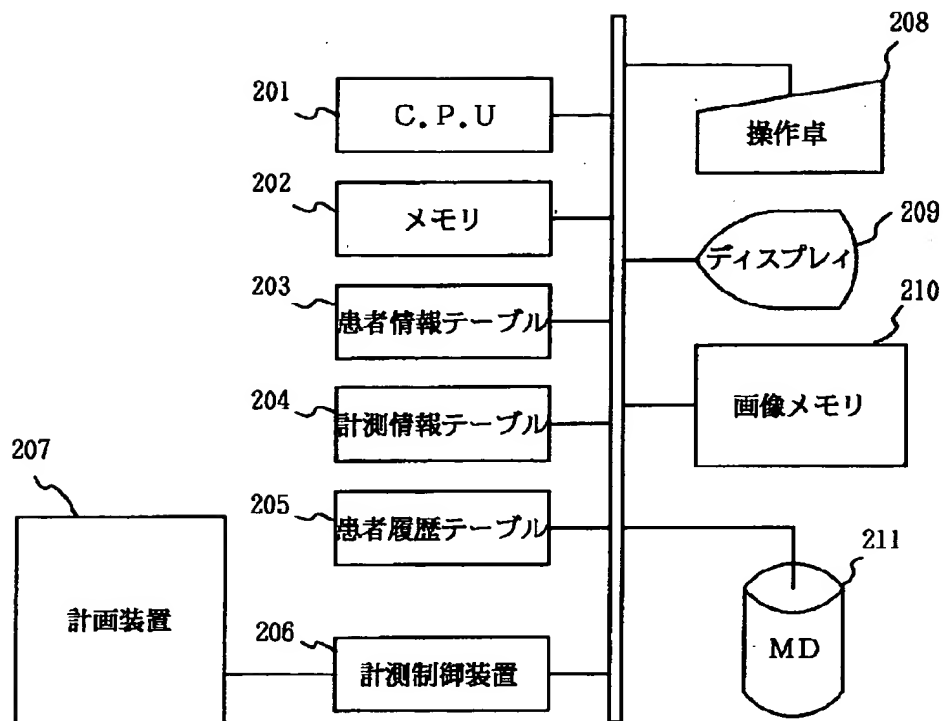 201
C.P.U
202
メモリ
203
患者情報テーブル
204
計測情報テーブル
205
患者履歴テーブル
206
計測制御装置
207
計画装置
208
操作卓
209
ディスプレィ
210
画像メモリ
211
MD